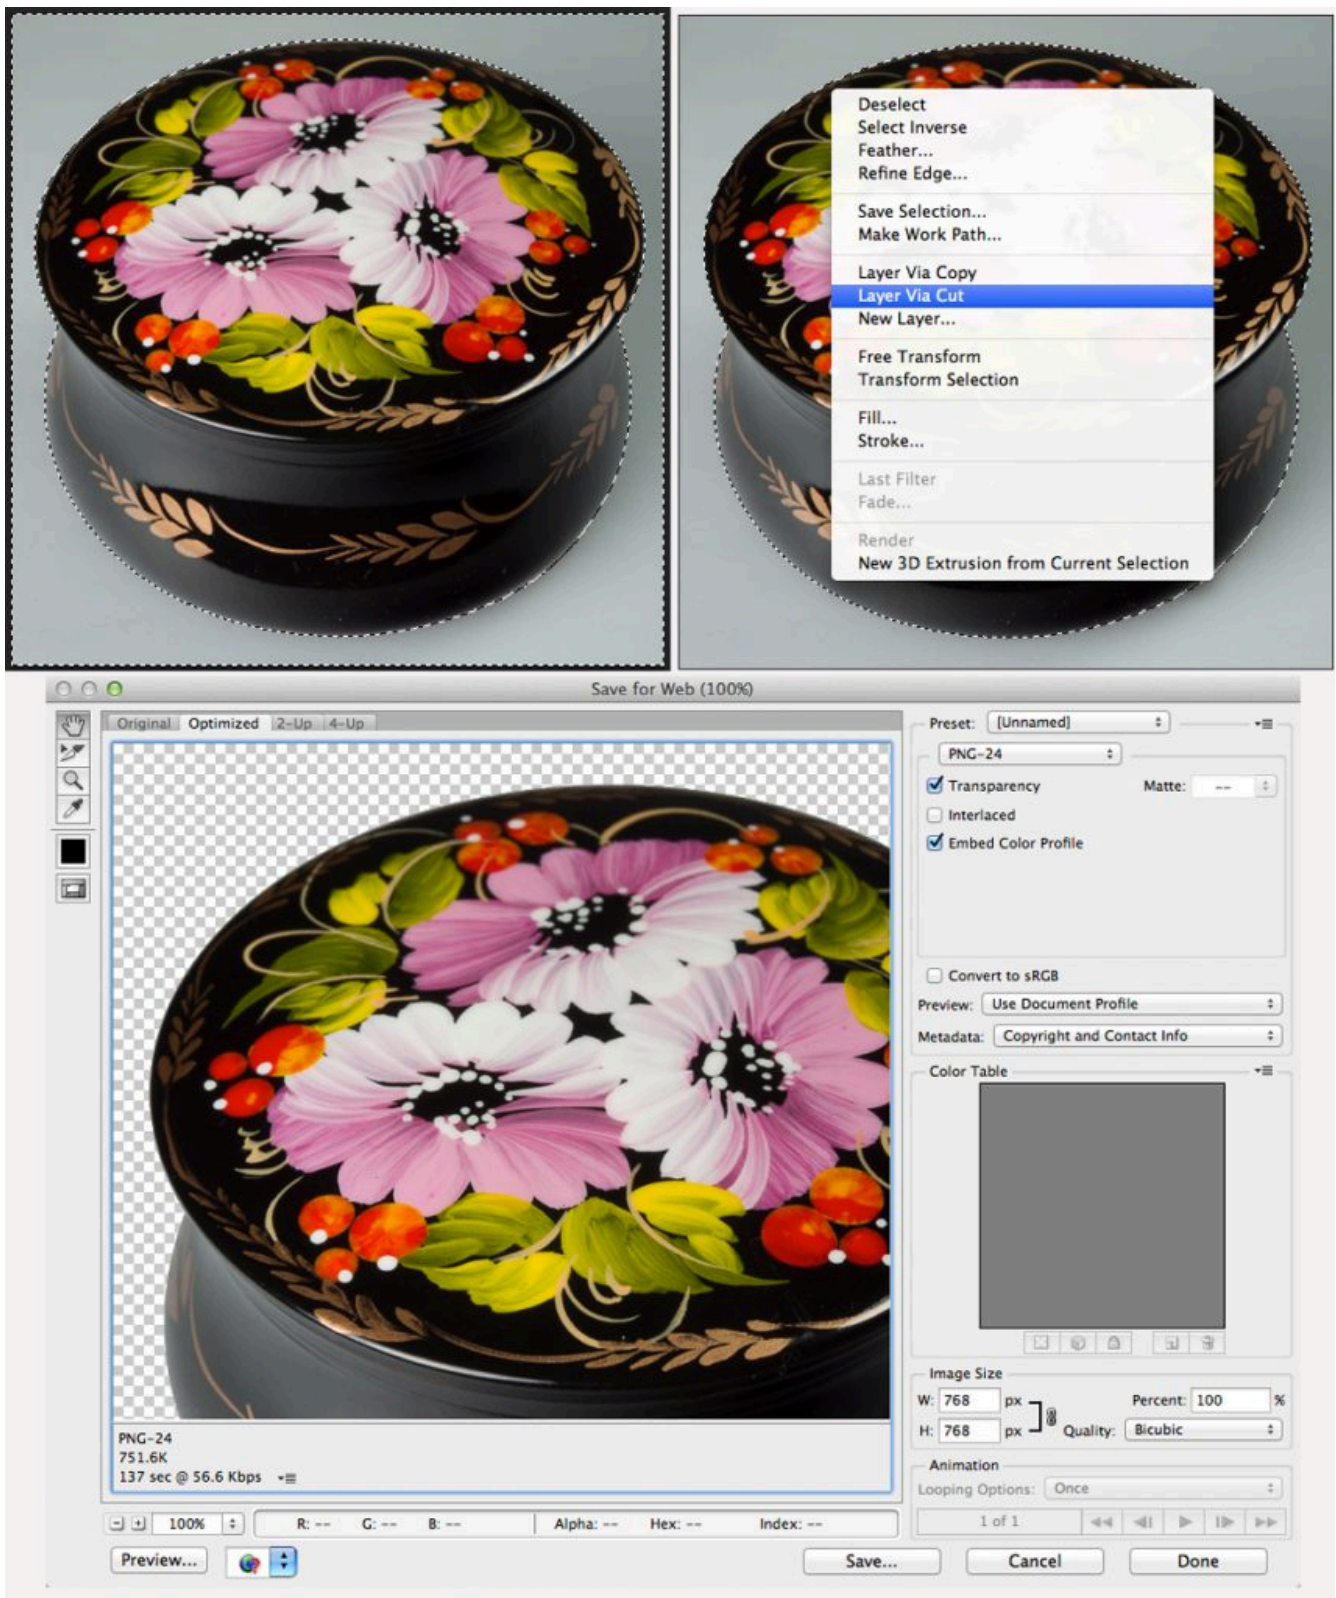 Deselect
Select Inverse
Feather...
Refine Edge...
Save Selection...
Make Work Path...
Layer Via Copy
Layer Via Cut
New Layer...
Free Transform
Transform Selection
Fill...
Stroke...
Last Filter
Fade...
Render
New 3D Extrusion from Current Selection
Save for Web (100%)
Original Optimized 2-Up 4-Up
Preset: [Unnamed]
PNG-24
Transparency Matte: --
Interlaced
Embed Color Profile
Convert to sRGB
Preview: Use Document Profile
Metadata: Copyright and Contact Info
Color Table
Image Size
W: 768 px Percent: 100 %
H: 768 px Quality: Bicubic
Animation
Looping Options: Once
1 of 1
PNG-24
751.6K
137 sec @ 56.6 Kbps
100% R: -- G: -- B: -- Alpha: -- Hex: -- Index: --
Preview... Save... Cancel Done